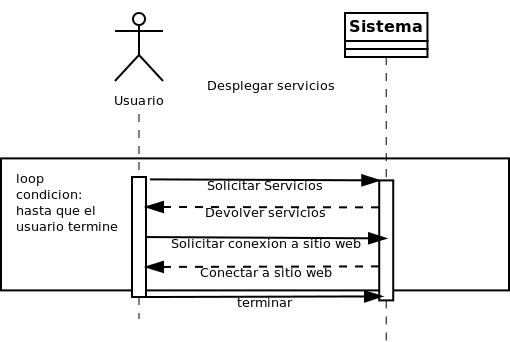 Sistema
Desplegar servicios
Usuario
loop
condicion:
hasta que el
usuario termine
Solicitar Servicios
Devolver servicios
Solicitar conexion a sitio web
Conectar a sitio web
terminar